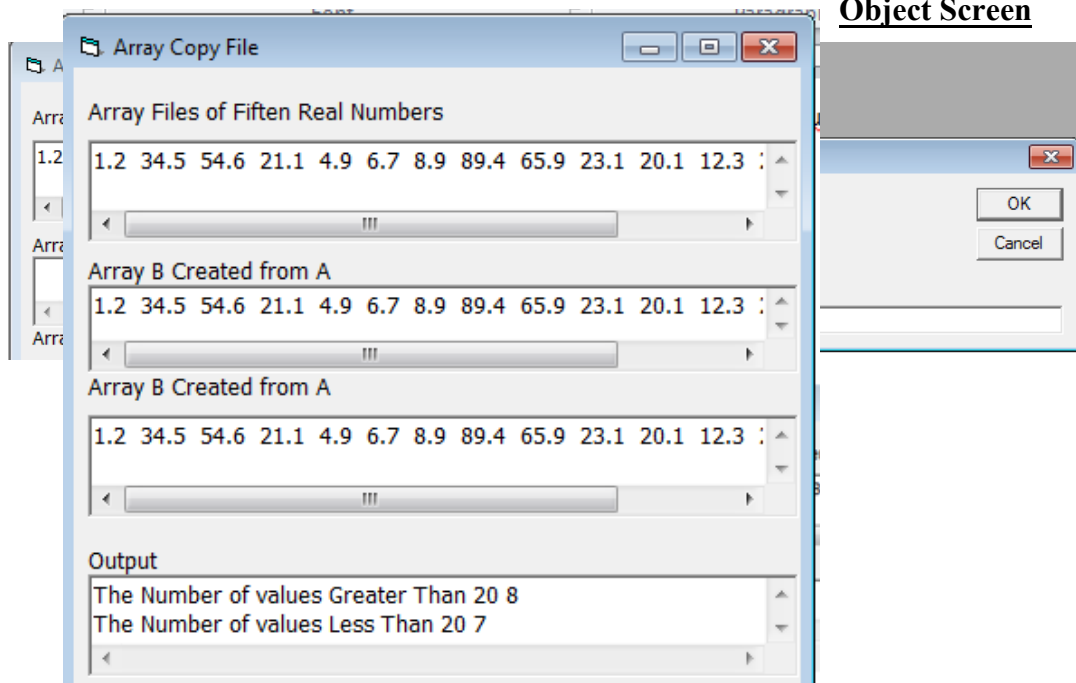 Object Screen
Array Copy File
Array Files of Fiften Real Numbers
1.2 34.5 54.6 21.1 4.9 6.7 8.9 89.4 65.9 23.1 20.1 12.3
Array B Created from A
1.2 34.5 54.6 21.1 4.9 6.7 8.9 89.4 65.9 23.1 20.1 12.3
Array B Created from A
1.2 34.5 54.6 21.1 4.9 6.7 8.9 89.4 65.9 23.1 20.1 12.3
Output
The Number of values Greater Than 20 8
The Number of values Less Than 20 7
A
Arra
1.2
Arra
Arra
OK
Cancel